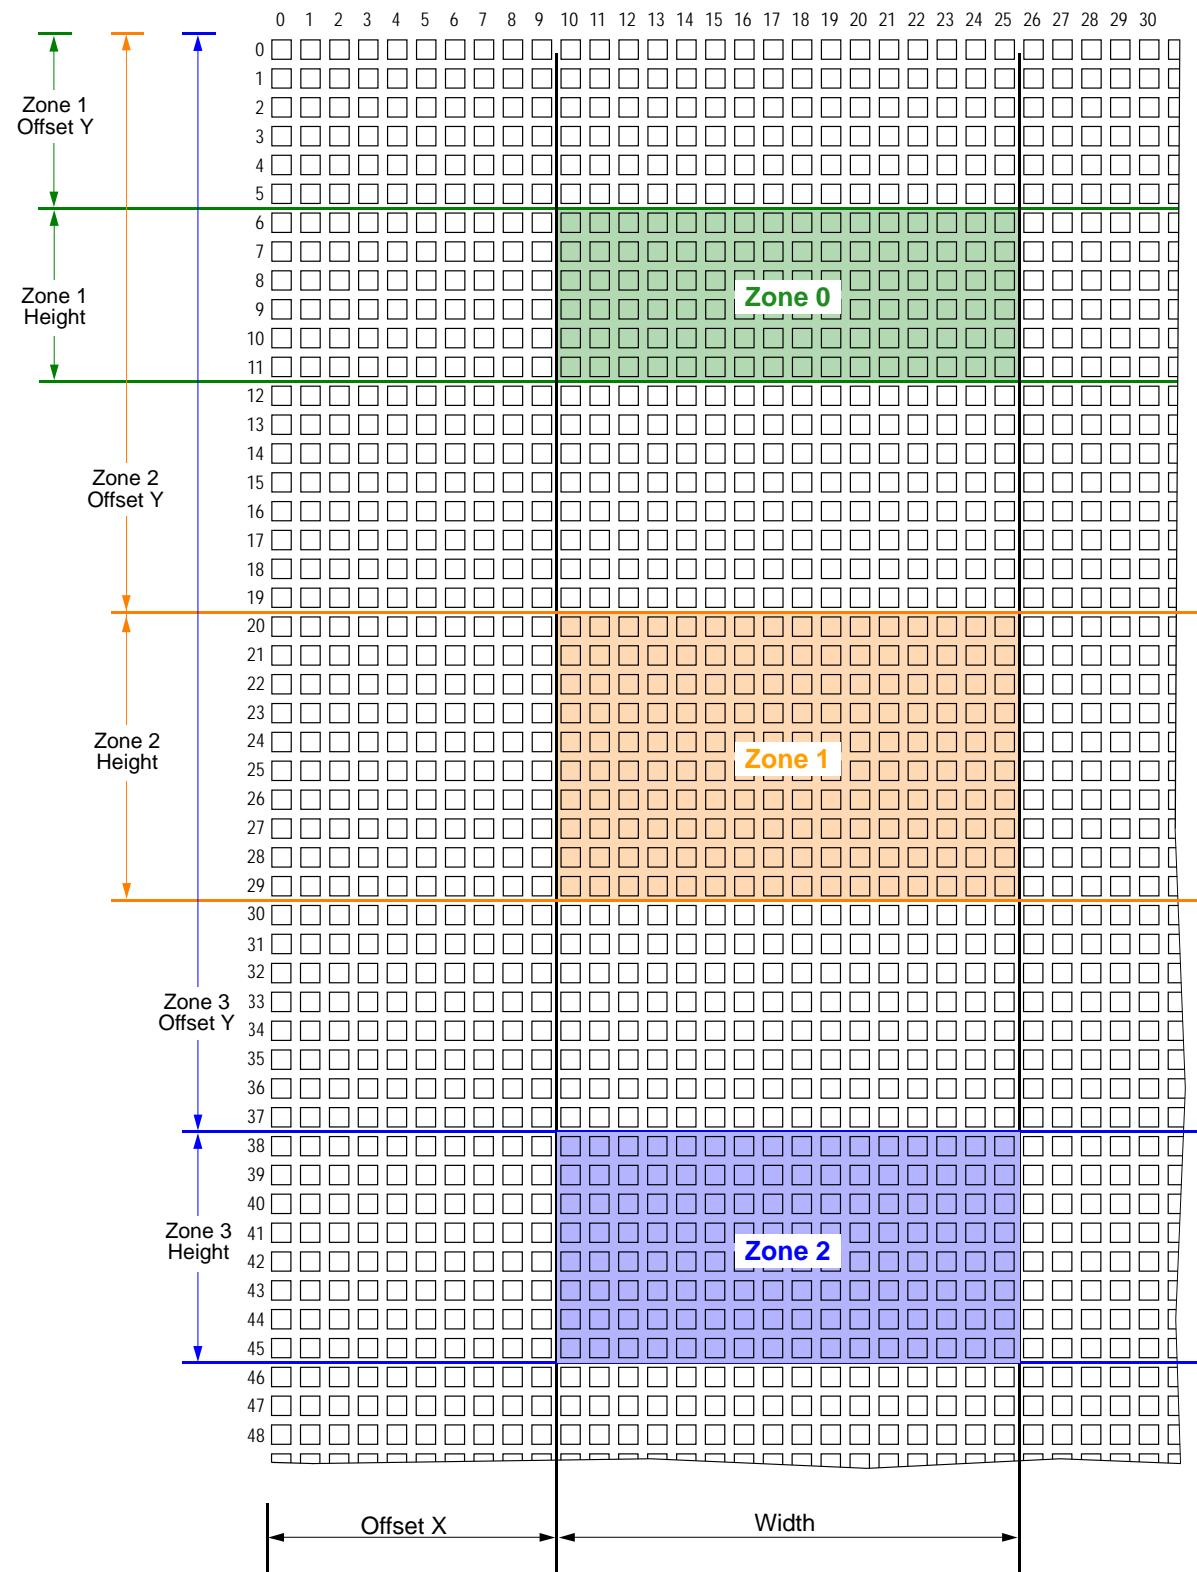 0 1 2 3 4 5 6 7 8 9 10 11 12 13 14 15 16 17 18 19 20 21 22 23 24 25 26 27 28 29 30
0
1
Zone 1
2
Offset Y
3
4
5
6
7
8
Zone 1
Zone 0
9
Height
10
11
12
13
14
Zone 2
15
Offset Y
16
17
18
19
20
21
22
23
Zone 2
24
Height
Zone 1
25
26
27
28
29
30
31
32
Zone 3
33
Offset Y
34
35
36
37
38
39
40
Zone 3
41
Height
Zone 2
42
43
44
45
46
47
48
Offset X
Width